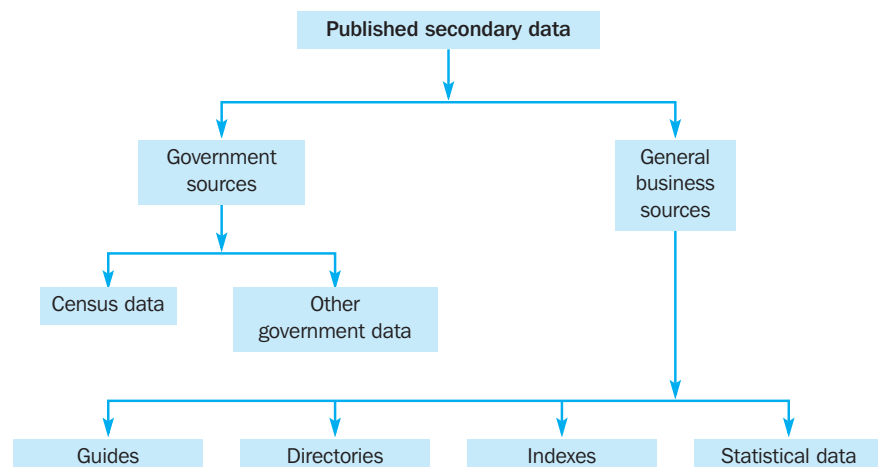 Published secondary data
Government
sources
General
business
sources
Census data
Other
government data
Guides
Directories
Indexes
Statistical data